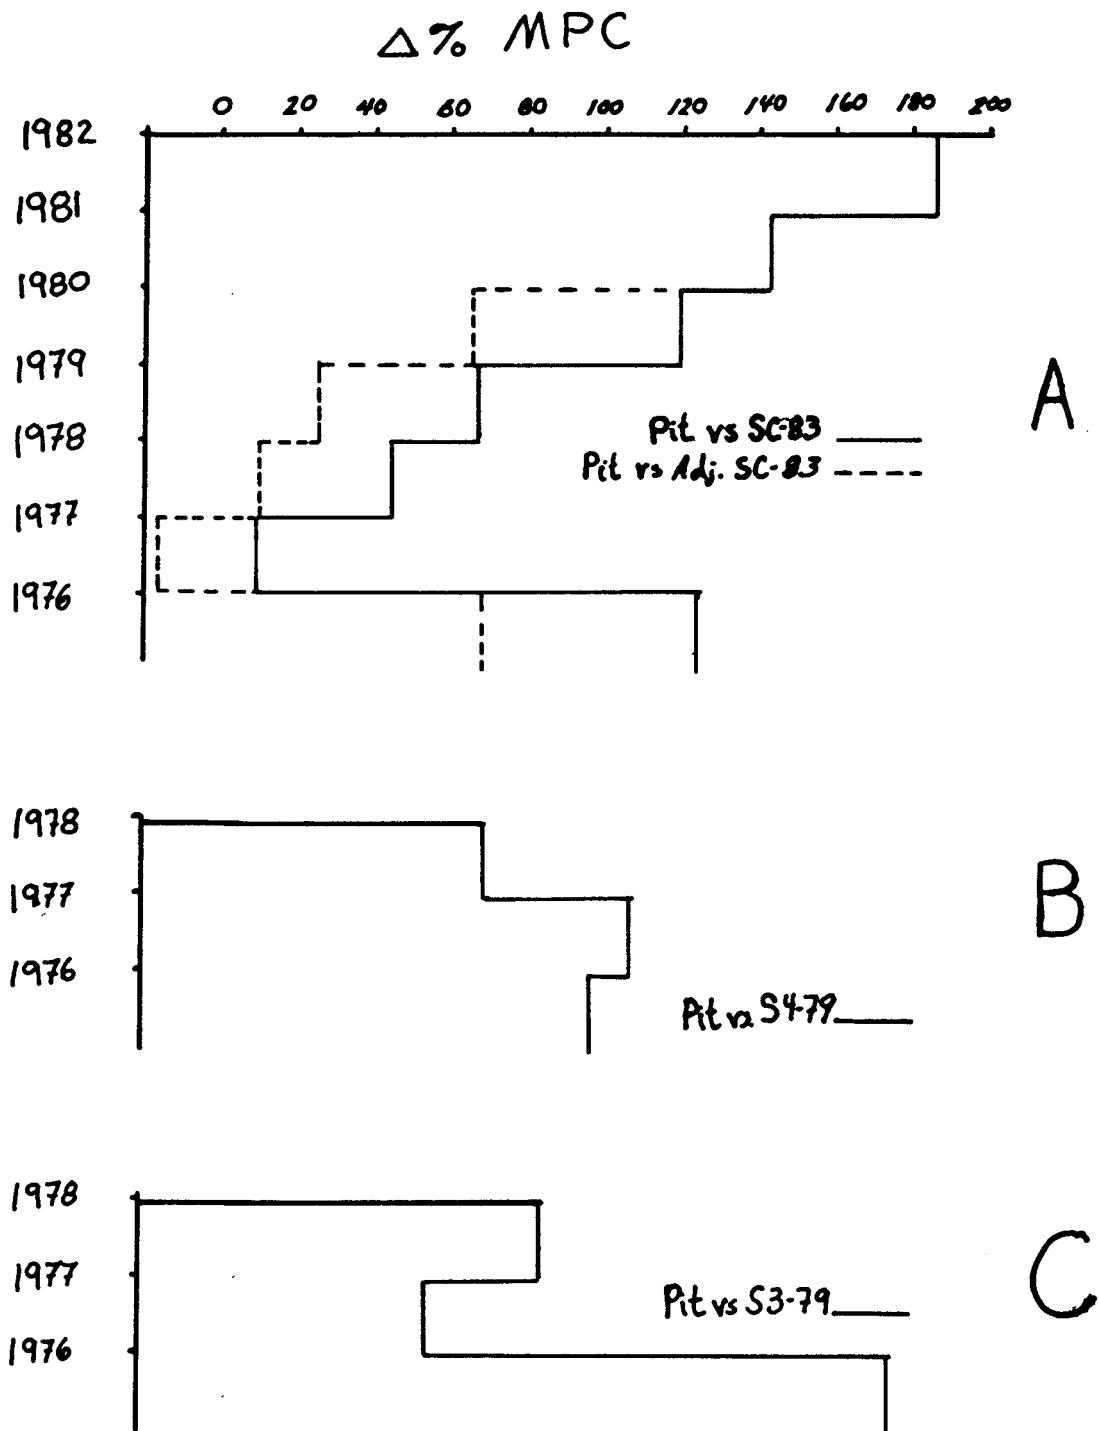 △% MPC
0 20 40 60 80 100 120 140 160 180 200
1982
1981
1980
1979
1978
1977
1976
A
Pit vs SC-83
Pit vs Adj. SC-83
1978
1977
1976
B
Pit vs S4-79
1978
1977
1976
C
Pit vs S3-79